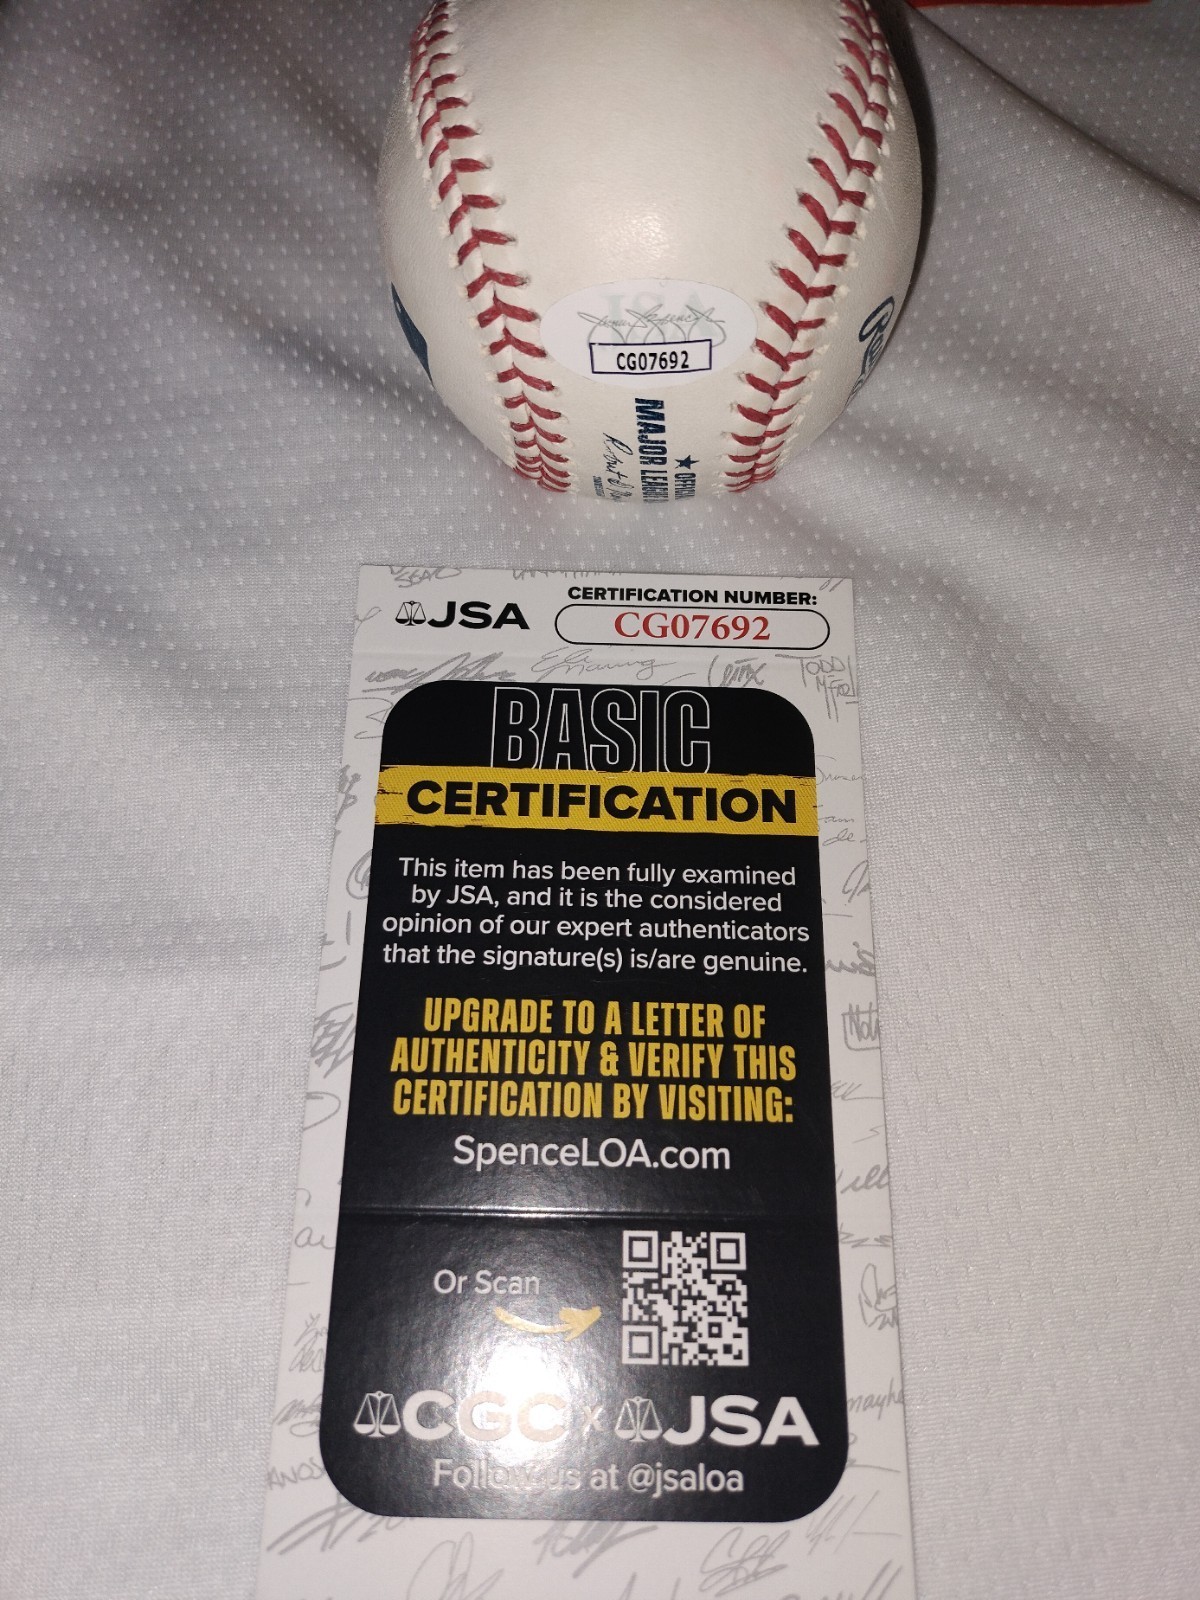 CG07692
OFFICIAL
MAJOR LEAGUE
JSA
CERTIFICATION NUMBER:
CG07692
BASIC
CERTIFICATION
This item has been fully examined
by JSA, and it is the considered
opinion of our expert authenticators
that the signature(s) is/are genuine.
UPGRADE TO A LETTER OF
AUTHENTICITY & VERIFY THIS
CERTIFICATION BY VISITING:
SpenceLOA.com
Or Scan
CGC x JSA
Follow us at @jsaloa